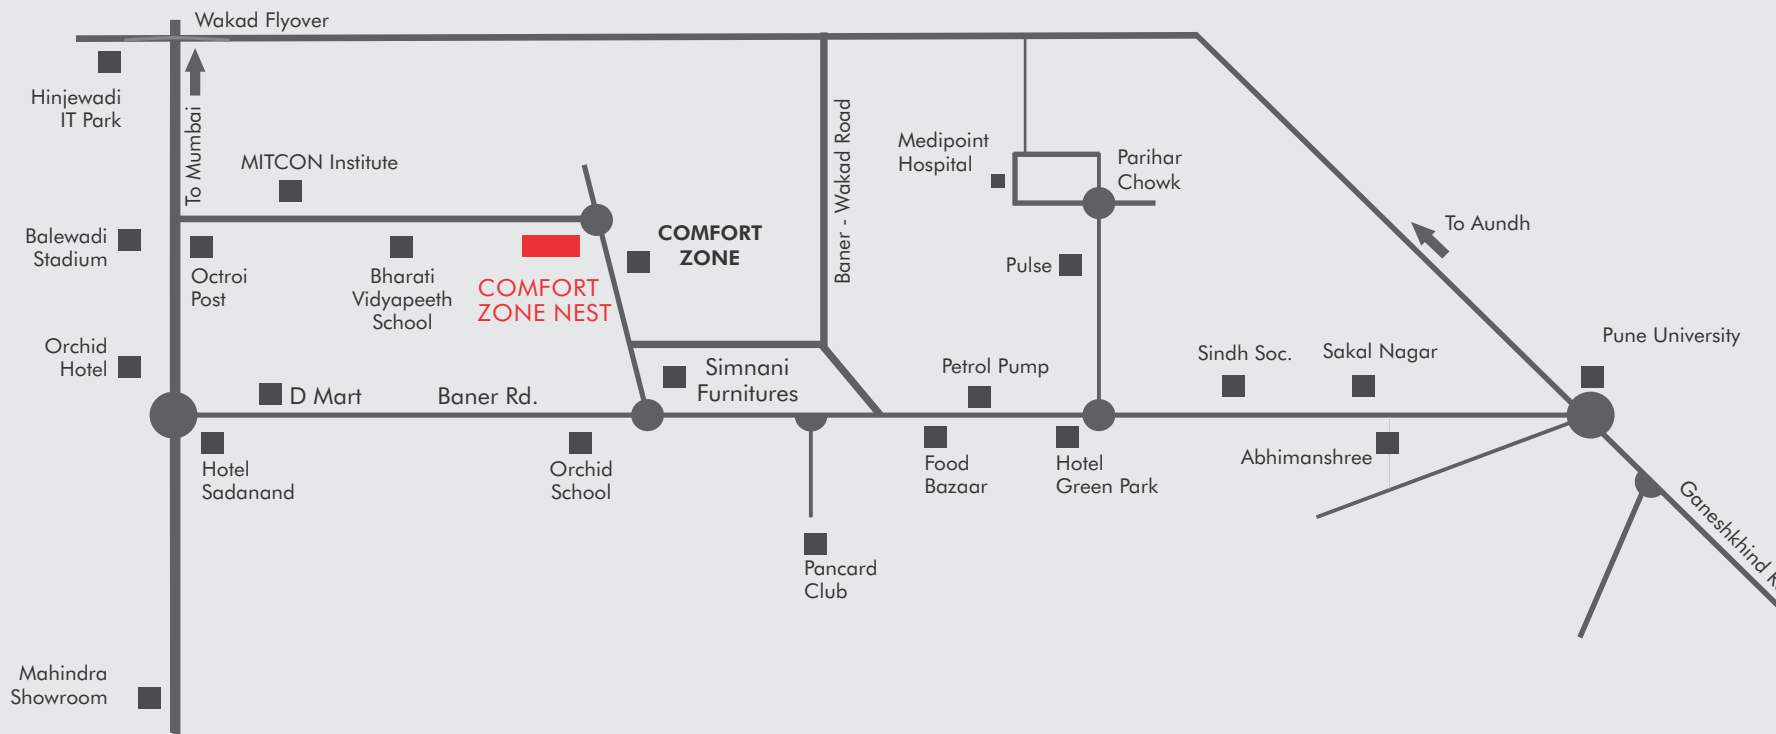 Wakad Flyover
Hinjewadi
IT Park
To Mumbai
MITCON Institute
Balewadi
Stadium
Octroi
Post
Bharati
Vidyapeeth
School
COMFORT
ZONE NEST
COMFORT
ZONE
Baner - Wakad Road
Medipoint
Hospital
Parihar
Chowk
Pulse
To Aundh
Orchid
Hotel
D Mart
Baner Rd.
Simnani
Furnitures
Petrol Pump
Sindh Soc.
Sakal Nagar
Pune University
Hotel
Sadanand
Orchid
School
Food
Bazaar
Hotel
Green Park
Abhimanshree
Ganeshkhind
Pancard
Club
Mahindra
Showroom